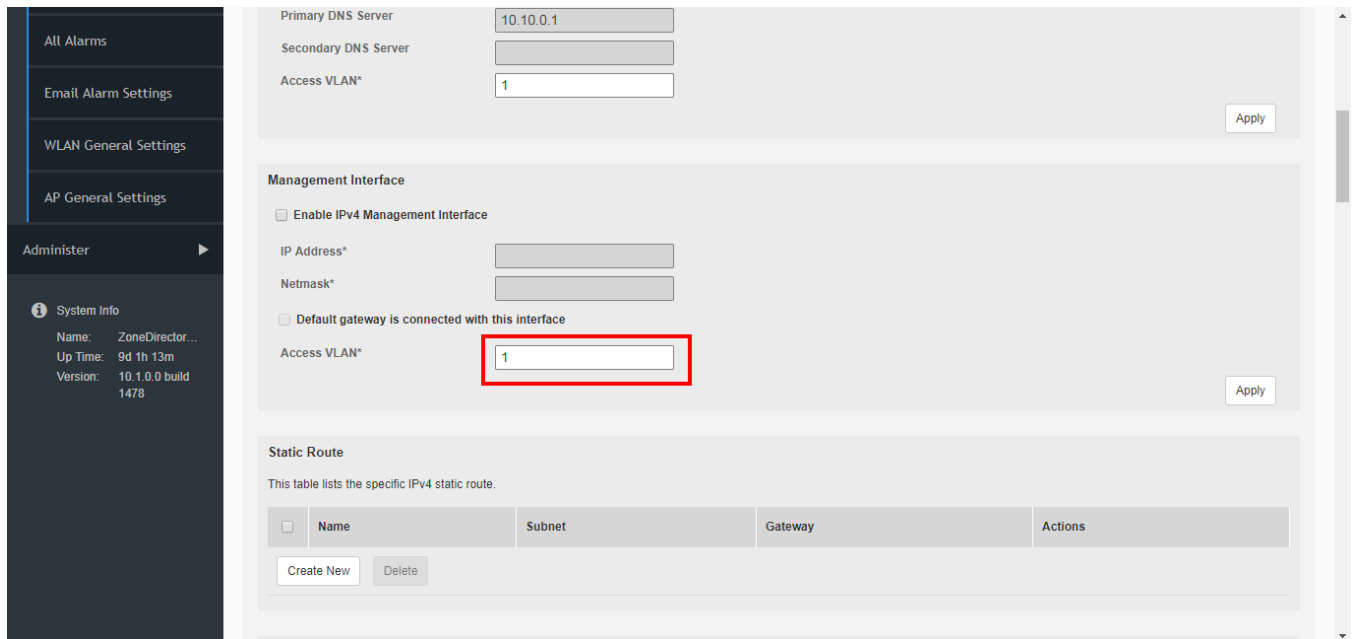 All Alarms
Email Alarm Settings
WLAN General Settings
AP General Settings
Administer
System Info
Name: ZoneDirector...
Up Time: 9d 1h 13m
Version: 10.1.0.0 build
1478
Primary DNS Server 10.10.0.1
Secondary DNS Server
Access VLAN* 1
Apply
Management Interface
Enable IPv4 Management Interface
IP Address*
Netmask*
Default gateway is connected with this interface
Access VLAN* 1
Apply
Static Route
This table lists the specific IPv4 static route.
Name Subnet Gateway Actions
Create New Delete